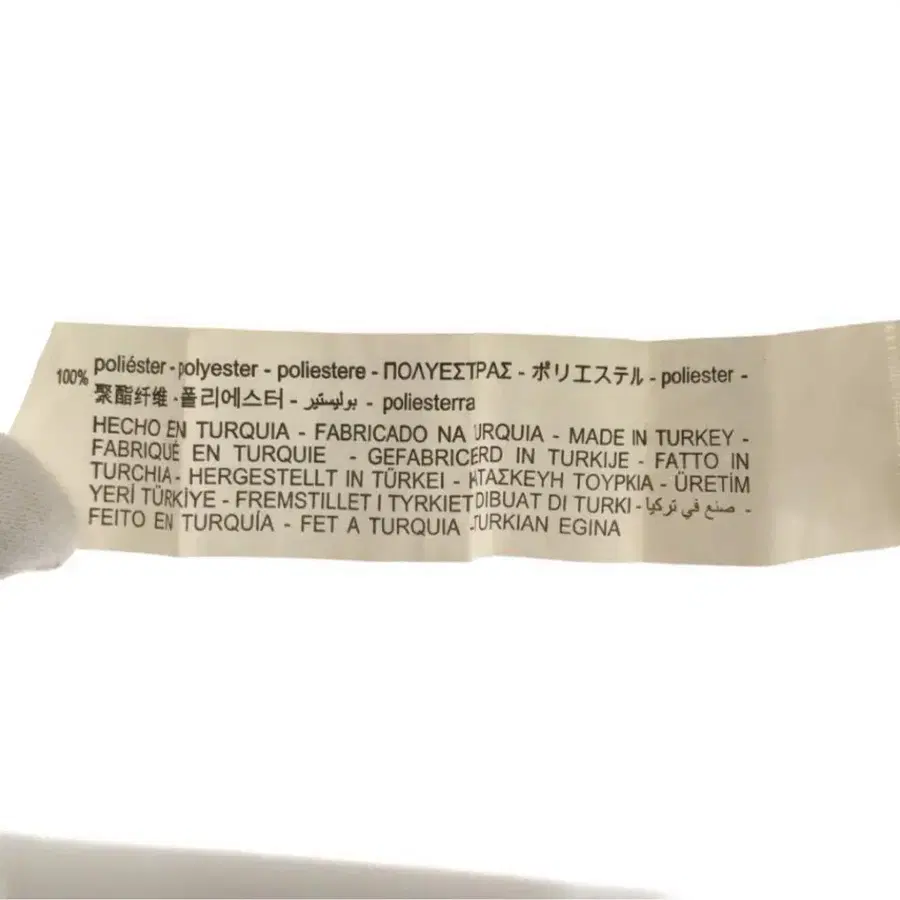 100% poliéster - polyester - poliestere - ΠΟΛΥΕΣΤΡΑΣ - ポリエステル - poliester -
聚酯纤维 - 폴리에스터 - بوليستير - poliesterra
HECHO EN TURQUIA - FABRICADO NA URQUIA - MADE IN TURKEY -
FABRIQUÉ EN TURQUIE - GEFABRICEERD IN TURKIJE - FATTO IN
TURCHIA - HERGESTELLT IN TÜRKEI - ΚΑΤΑΣΚΕΥΗ ΤΟΥΡΚΙΑ - ÜRETİM
YERİ TÜRKİYE - FREMSTILLET I TYRKIET DIBUAT DI TURKI - صنع في تركيا -
FEITO EN TURQUÍA - FET A TURQUIA - TURKIAN EGINA